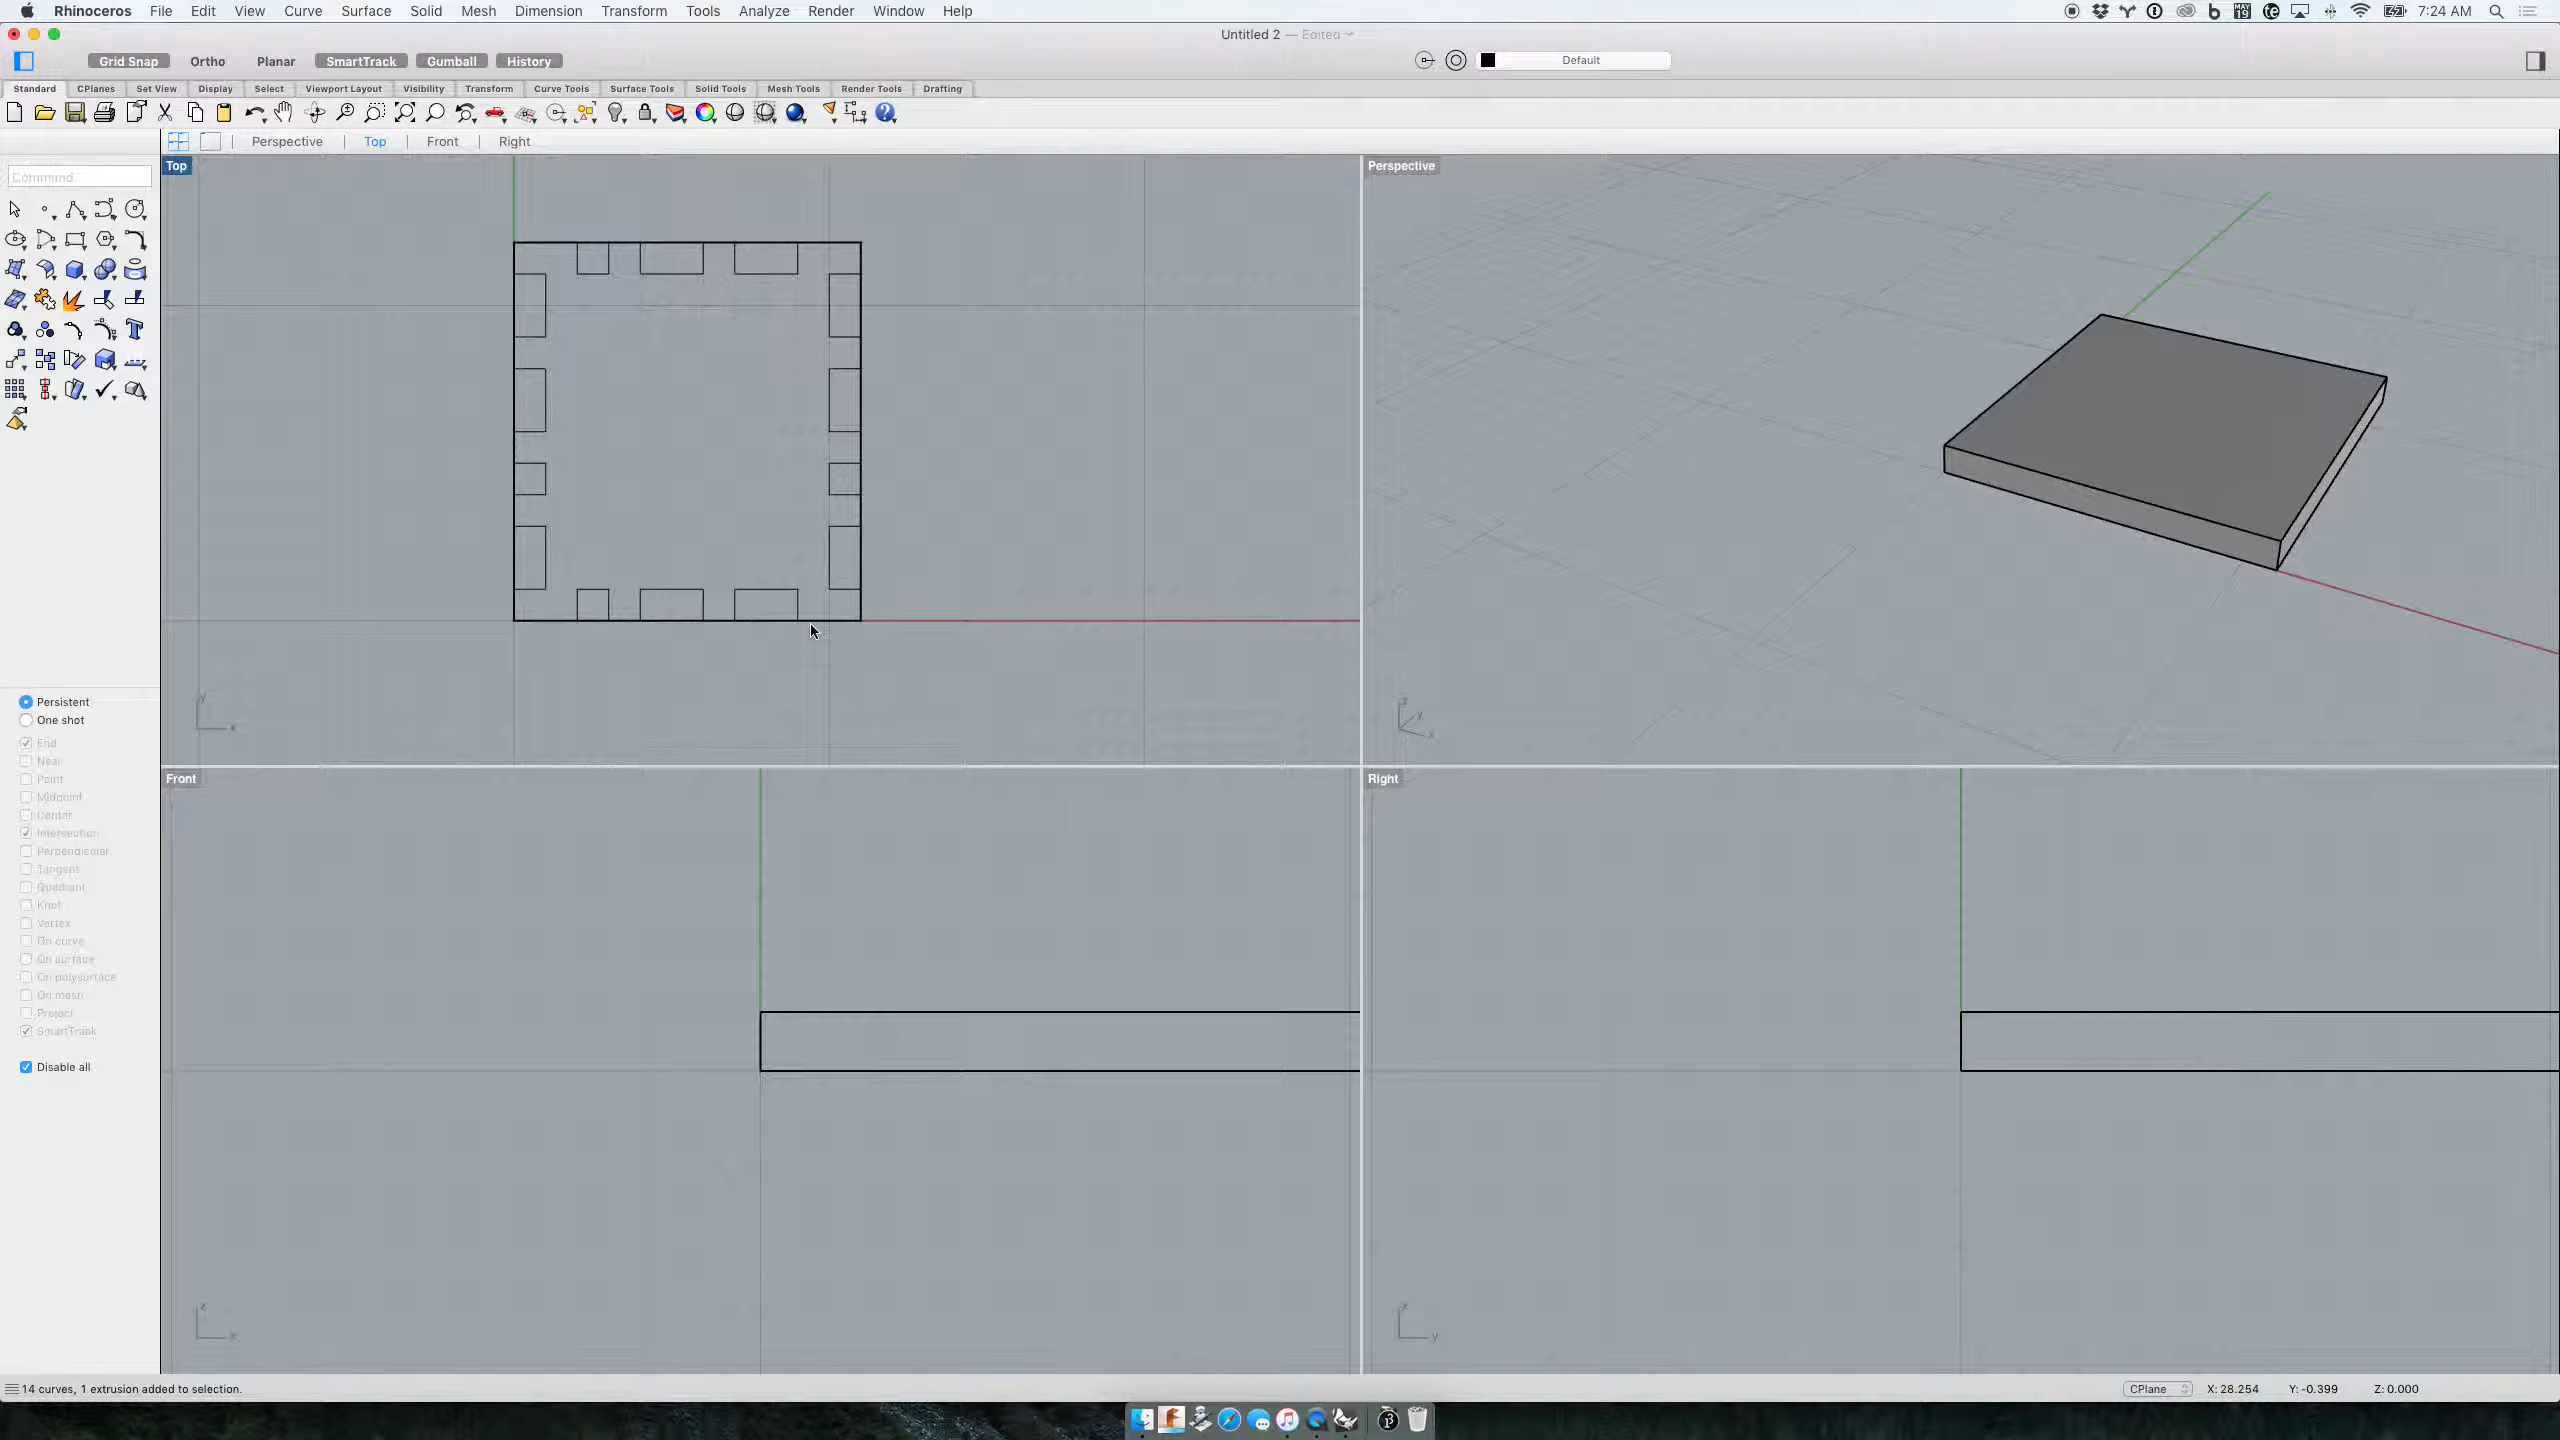 Rhinoceros File Edit View Curve Surface Solid Mesh Dimension Transform Tools Analyze Render Window Help 7:24 AM
Untitled 2 — Edited
Grid Snap Ortho Planar SmartTrack Gumball History Default
Standard CPlanes Set View Display Select Viewport Layout Visibility Transform Curve Tools Surface Tools Solid Tools Mesh Tools Render Tools Drafting
Perspective Top Front Right
Top Perspective
Command
Persistent
One shot
End
Near
Point
Midpoint
Center
Intersection
Perpendicular
Tangent
Quadrant
Knot
Vertex
On curve
On surface
On polysurface
On mesh
Project
SmartTrack
Disable all
y
x
z
y
x
Front Right
z
x
z
y
14 curves, 1 extrusion added to selection. CPlane X: 28.254 Y: -0.399 Z: 0.000